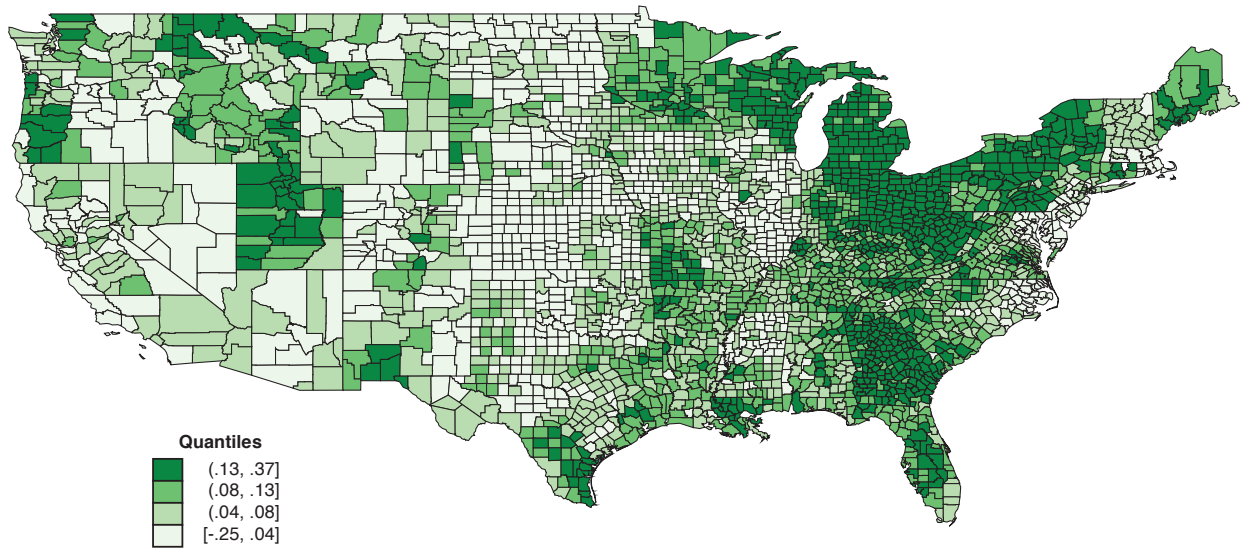 Quantiles
(.13, .37]
(.08, .13]
(.04, .08]
[-.25, .04]